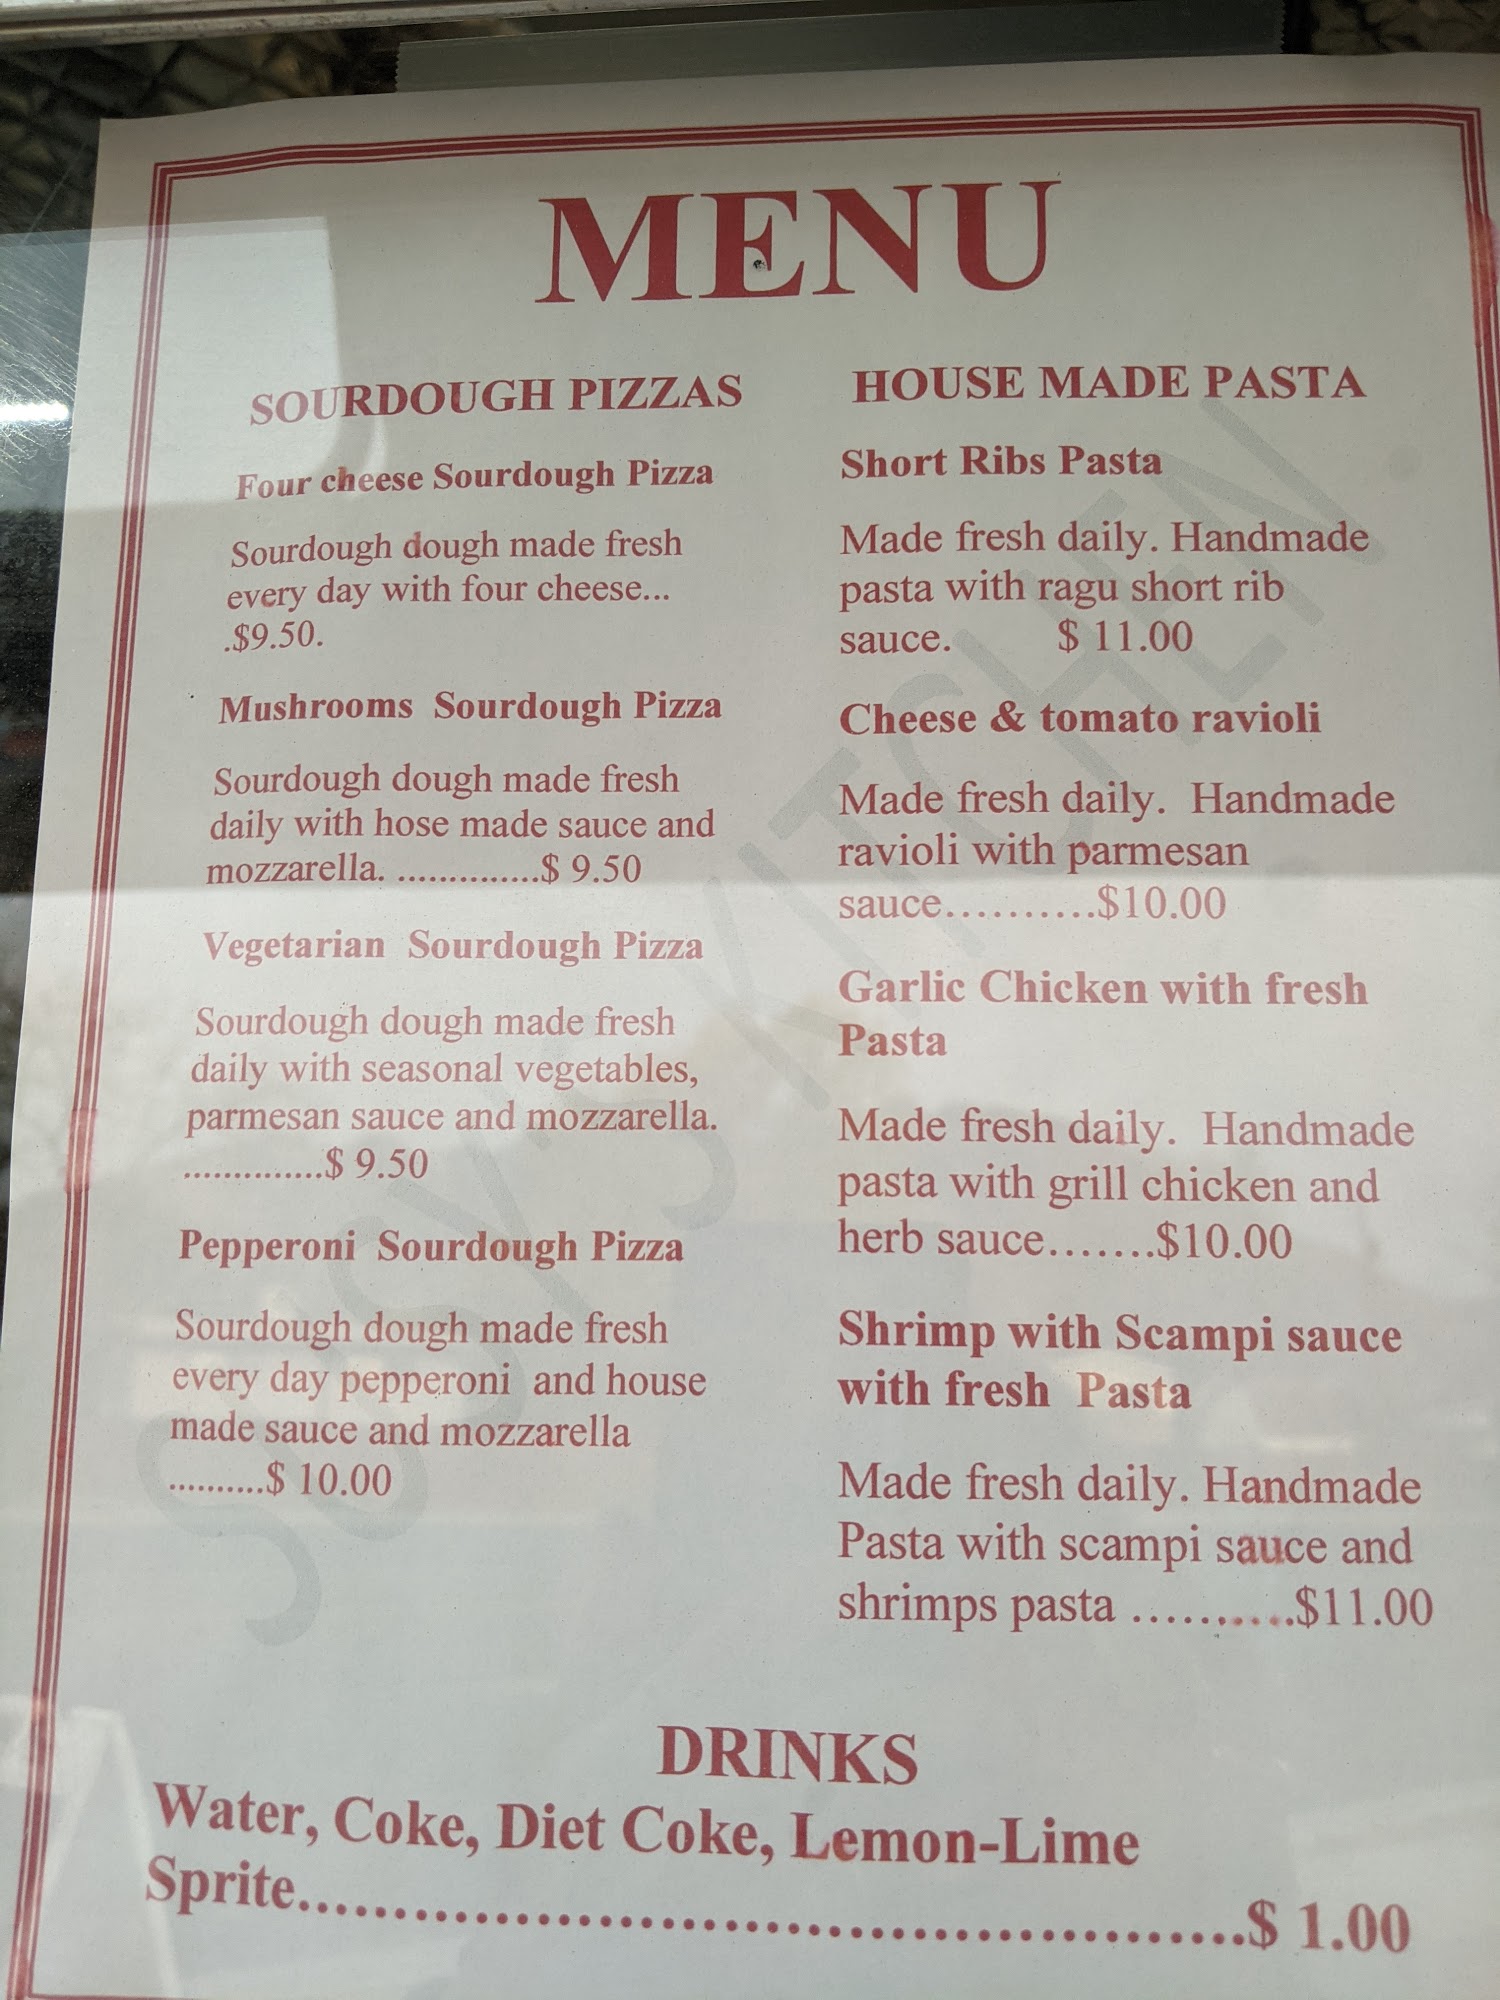 MENU
SOURDOUGH PIZZAS
Four cheese Sourdough Pizza
Sourdough dough made fresh
every day with four cheese...
.$9.50.
Mushrooms Sourdough Pizza
Sourdough dough made fresh
daily with hose made sauce and
mozzarella. ..............$ 9.50
Vegetarian Sourdough Pizza
Sourdough dough made fresh
daily with seasonal vegetables,
parmesan sauce and mozzarella.
..............$ 9.50
Pepperoni Sourdough Pizza
Sourdough dough made fresh
every day pepperoni and house
made sauce and mozzarella
..........$ 10.00
HOUSE MADE PASTA
Short Ribs Pasta
Made fresh daily. Handmade
pasta with ragu short rib
sauce. $ 11.00
Cheese & tomato ravioli
Made fresh daily. Handmade
ravioli with parmesan
sauce..........$10.00
Garlic Chicken with fresh
Pasta
Made fresh daily. Handmade
pasta with grill chicken and
herb sauce.......$10.00
Shrimp with Scampi sauce
with fresh Pasta
Made fresh daily. Handmade
Pasta with scampi sauce and
shrimps pasta ..........$11.00
DRINKS
Water, Coke, Diet Coke, Lemon-Lime
Sprite....................................$ 1.00
SUSY'S KITCHEN.